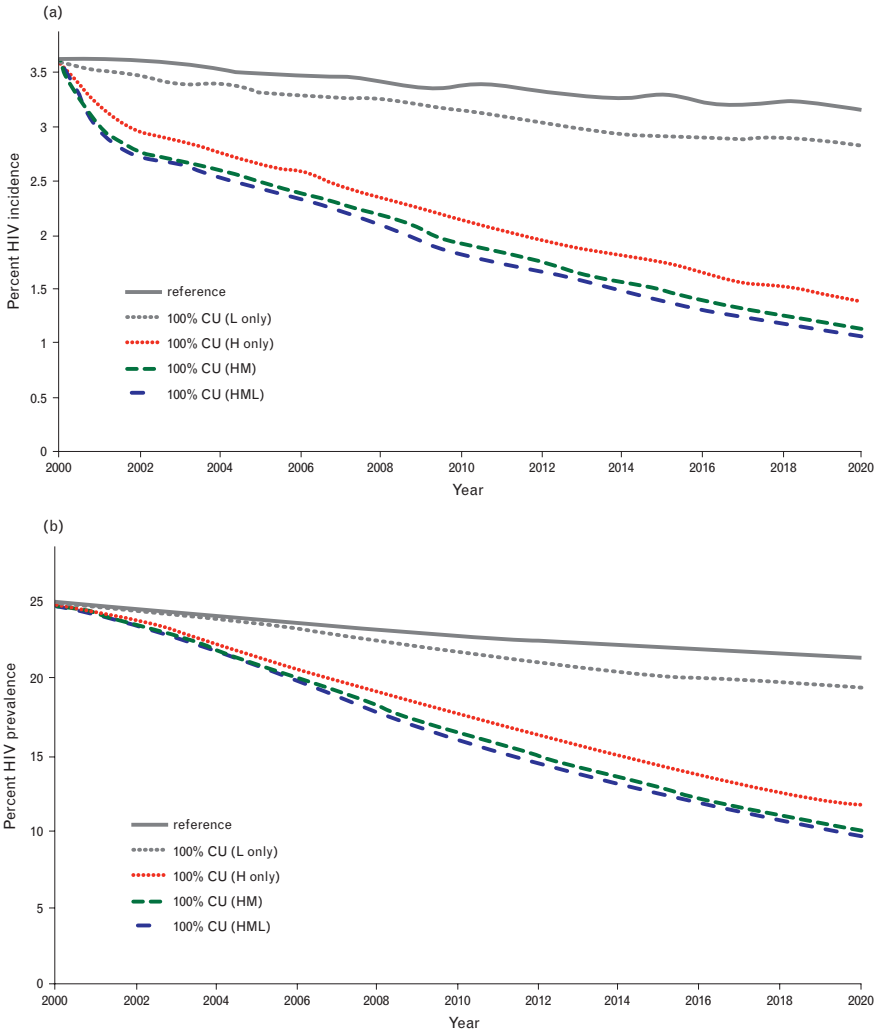 (a)
Percent HIV incidence
3.5
3
2.5
2
1.5
1
0.5
0
reference
100% CU (L only)
100% CU (H only)
100% CU (HM)
100% CU (HML)
2000 2002 2004 2006 2008 2010 2012 2014 2016 2018 2020
Year
(b)
Percent HIV prevalence
25
20
15
10
5
0
reference
100% CU (L only)
100% CU (H only)
100% CU (HM)
100% CU (HML)
2000 2002 2004 2006 2008 2010 2012 2014 2016 2018 2020
Year